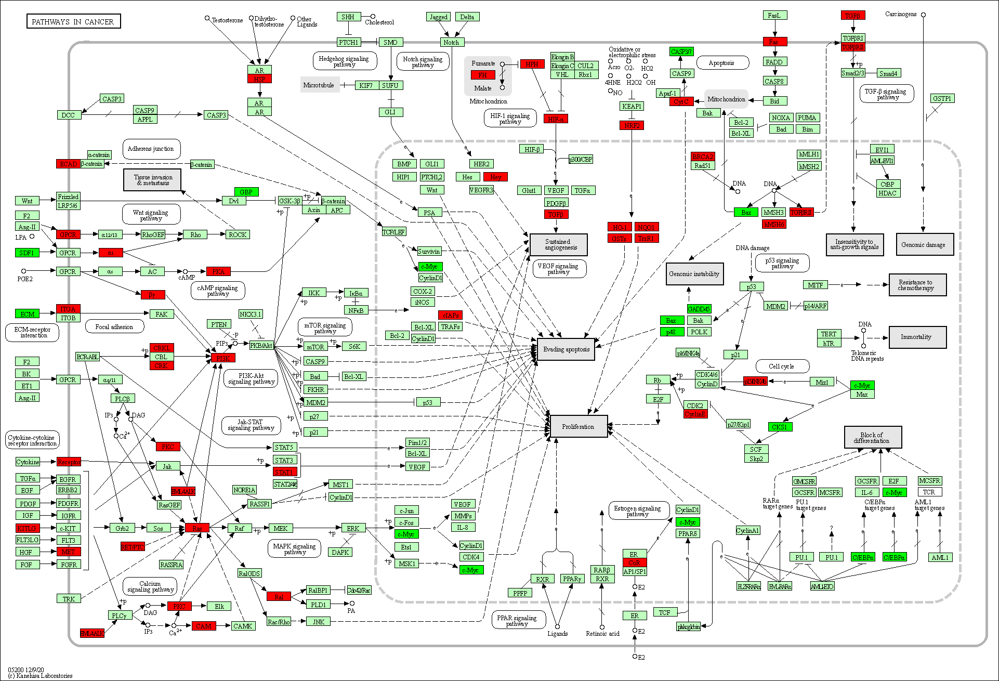 PATHWAYS IN CANCER
Testosterone
Dihydro-
testosterone
Other
Ligands
SHH
Cholesterol
PTCH1
SMO
Hedgehog signaling
pathway
Microtubule
KIF7
SUFU
GLI
Jagged
Delta
Notch
Notch signaling
pathway
Fumarate
FH
Malate
Mitochondrion
HPH
Elongin B
Elongin C
CUL2
VHL
Rbx1
HIF-1 signaling
pathway
HIF-α
Oxidative or
electrophilic stress
Acro
O2-
HO2
4HNE
H2O2
OH
NO
KEAP1
NRF2
CASP3/7
CASP9
Apaf-1
Cyt C
Apoptosis
Mitochondrion
Bak
Bcl-2
Bcl-XL
FasL
Fas
FADD
CASP8
Bid
NOXA
PUMA
Bad
Bim
TGFβ
TGFβRI
TGFβRII
+p
Smad2/3
Smad4
TGF-β signaling
pathway
Carcinogens
GSTP1
AR
HSP
AR
AR
CASP3
DCC
CASP9
APPL
CASP3
Adherens junction
α-catenin
ECAD
β-catenin
β-catenin
Tissue invasion
& metastasis
Wnt
Frizzled
LRP5/6
GBP
Dvl
GSK-3β
+p
β-catenin
Axin
APC
+p
Wnt signaling
pathway
F2
Ang-II
LPA
GPCR
α12/13
RhoGEF
Rho
ROCK
SDF1
GPCR
αi
PGE2
GPCR
αs
AC
cAMP
PKA
cAMP signaling
pathway
βγ
ECM
ITGA
ITGB
FAK
ECM-receptor
interaction
Focal adhesion
PTEN
NKX3.1
PIP3
-p
PKB/Akt
PI3K
BCR-ABL
+p
CRKL
CBL
CRK
PI3K-Akt
signaling pathway
F2
BK
ET1
Ang-II
GPCR
αq/11
PLCβ
IP3
DAG
Ca2+
PKC
Cytokine-cytokine
receptor interaction
Cytokine
Receptor
Jak
TGFα
EGFR
EGF
ERBB2
PDGF
PDGFR
IGF
IGFR
KITLG
c-KIT
FLT3LG
FLT3
HGF
MET
FGF
FGFR
TRK
EML4ALK
RasGEF
Grb2
Sos
Ras
RET/PTC
RASSF1A
Calcium
signaling pathway
+p
PLCγ
DAG
IP3
Ca2+
PKC
Elk
CAM
CAMK
EML4ALK
IKK
+p
+p
IκBα
NFκB
e
mTOR signaling
pathway
+p
mTOR
+p
S6K
+p
CASP9
+p
Bad
Bcl-XL
+p
FKHR
+p
MDM2
p53
+p
p27
+p
p21
Jak-STAT
signaling pathway
STAT5
e
+p
STAT3
STAT1
STAT2/4/6
e
NORE1A
RASSF1
MST1
CyclinD1
Raf
+p
MEK
+p
ERK
MAPK signaling
pathway
DAPK
+p
+p
MSK1
e
RalGDS
Ral
RalBP1
Cdc42/Rac
PLD1
PA
Rac/Rho
JNK
e
BMP
GLI1
HIP1
PTCH1,2
Wnt
e
HER2
Hes
Hey
VEGFR3
HIF-β
p300/CBP
e
Glut1
VEGF
TGFα
PDGFβ
TGFβ
Sustained
angiogenesis
VEGF signaling
pathway
e
PSA
TCF/LEF
e
Survivin
c-Myc
CyclinD1
COX-2
iNOS
cIAPs
Bcl-XL
TRAFs
Bcl-2
CyclinD1
e
HO-1
NQO1
GSTs
TrxR1
Evading apoptosis
Proliferation
Pim1/2
Bcl-XL
VEGF
c-Jun
c-Fos
c-Myc
Ets1
e
VEGF
MMPs
IL-8
e
CyclinD1
CDK4
c-Myc
BRCA2
Rad51
DNA
hMLH1
hMSH2
DNA
Bax
hMSH3
TGFβRII
hMSH6
Genomic instability
DNA damage
p53 signaling
pathway
p53
GADD45
Bax
Bak
p48
POLK
e
e
MDM2
p14/ARF
MITF
e
Resistance to
chemotherapy
EVI1
AML-EVI1
CtBP
HDAC
e
e
Insensitivity to
anti-growth signals
Genomic damage
TERT
hTR
DNA
Telomeric
DNA repeats
Immortality
p16/INK4a
p21
Cell cycle
Rb
+p
CDK4/6
CyclinD
p15/INK4b
e
Miz1
c-Myc
Max
E2F
+p
e
CDK2
CyclinE
e
p27/Kip1
CKS1
SCF
Skp2
Block of
differentiation
GMCSFR
GCSFR
MCSFR
GCSFR
E2F
IL-6
c-Myc
MCSFR
TCR
RARα
target genes
PU.1
target genes
C/EBPα
target genes
AML1
target genes
Estrogen signaling
pathway
CyclinD1
c-Myc
PPARδ
CyclinA1
e
e
e
e
e
e
e
e
e
e
?
PU.1
PU.1
C/EBPα
C/EBPα
AML1
PLZF-RARα
PML-RARα
AML1-ETO
RXR
PPARγ
PPFP
PPAR signaling
pathway
Ligands
RARβ
RXR
Retinoic acid
ER
CoR
AP1/SP1
E2
ER
E2
E2
TCF
plakoglobin
05200 12/9/20
(c) Kanehisa Laboratories